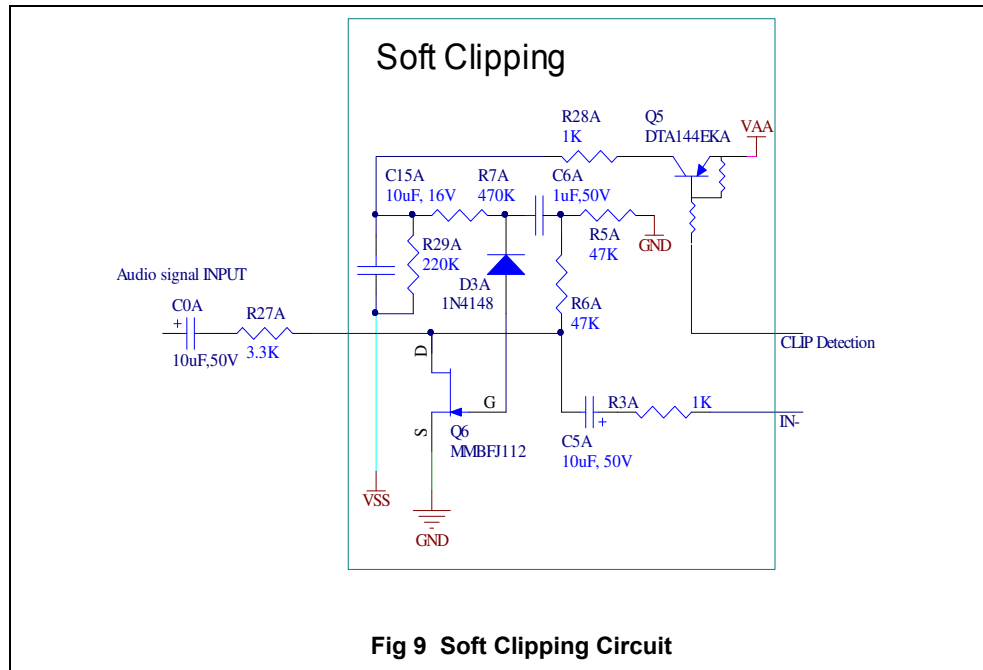 Soft Clipping
R28A
1K
Q5
DTA144EKA
VAA
C15A
10uF, 16V
R7A
470K
C6A
1uF,50V
R5A
47K
GND
R29A
220K
D3A
1N4148
R6A
47K
Audio signal INPUT
C0A
+
10uF,50V
R27A
3.3K
CLIP Detection
D
G
S
Q6
MMBFJ112
C5A
+
10uF, 50V
R3A
1K
IN-
VSS
GND
Fig 9 Soft Clipping Circuit